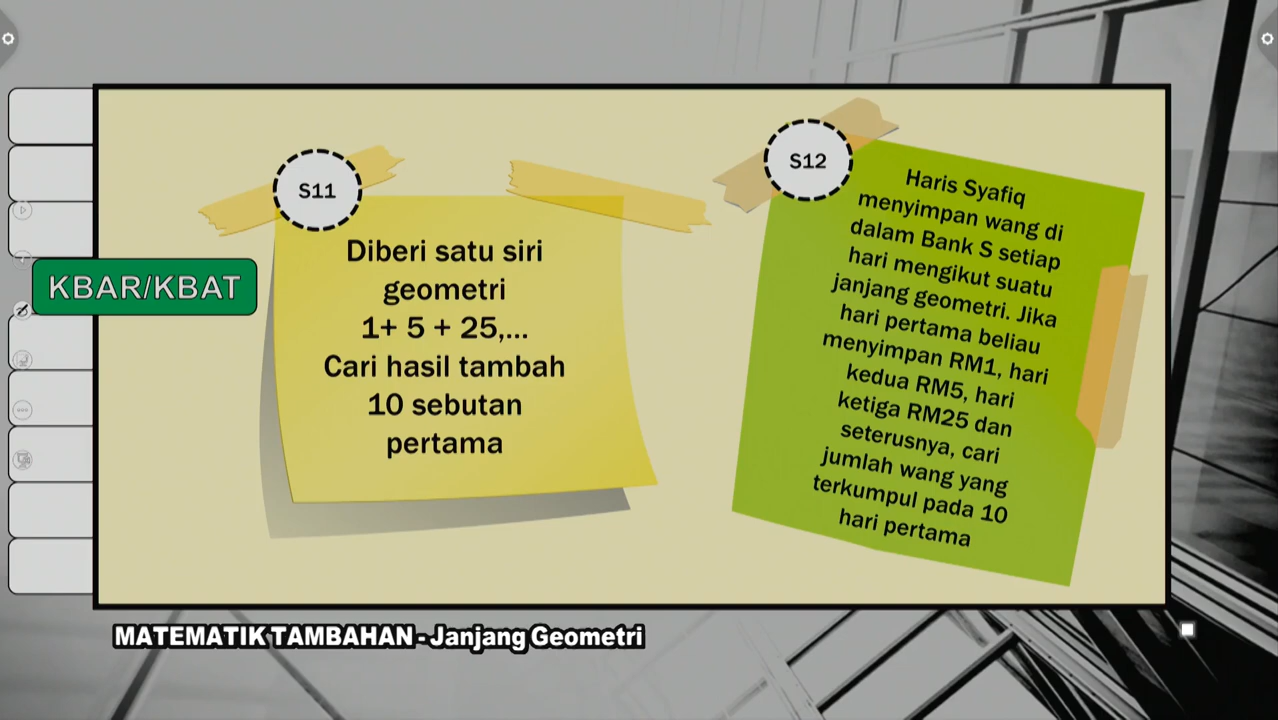 S11
Diberi satu siri
geometri
1+ 5 + 25,...
Cari hasil tambah
10 sebutan
pertama
KBAR/KBAT
S12
Haris Syafiq
menyimpan wang di
dalam Bank S setiap
hari mengikut suatu
janjang geometri. Jika
hari pertama beliau
menyimpan RM1, hari
kedua RM5, hari
ketiga RM25 dan
seterusnya, cari
jumlah wang yang
terkumpul pada 10
hari pertama
MATEMATIK TAMBAHAN - Janjang Geometri